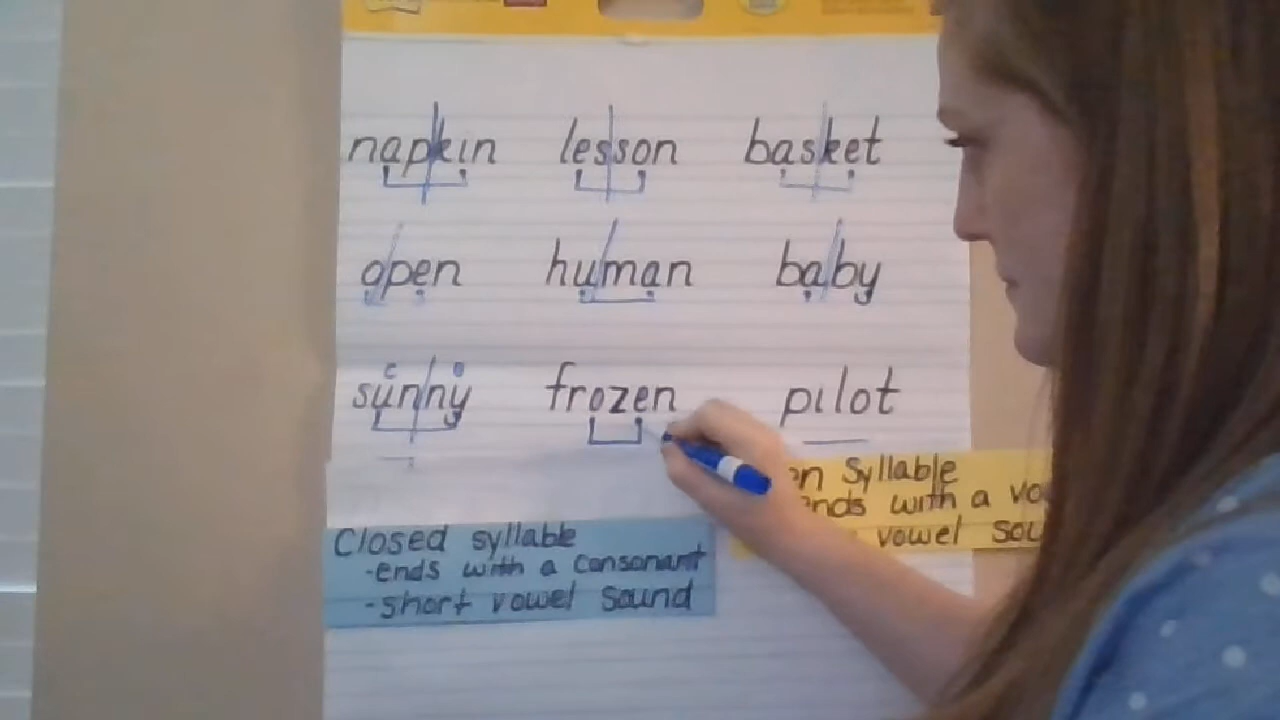 napkin lesson basket
open human baby
sunny frozen pilot
Closed syllable
-ends with a consonant
-short vowel sound
Syllable
with a
vowel